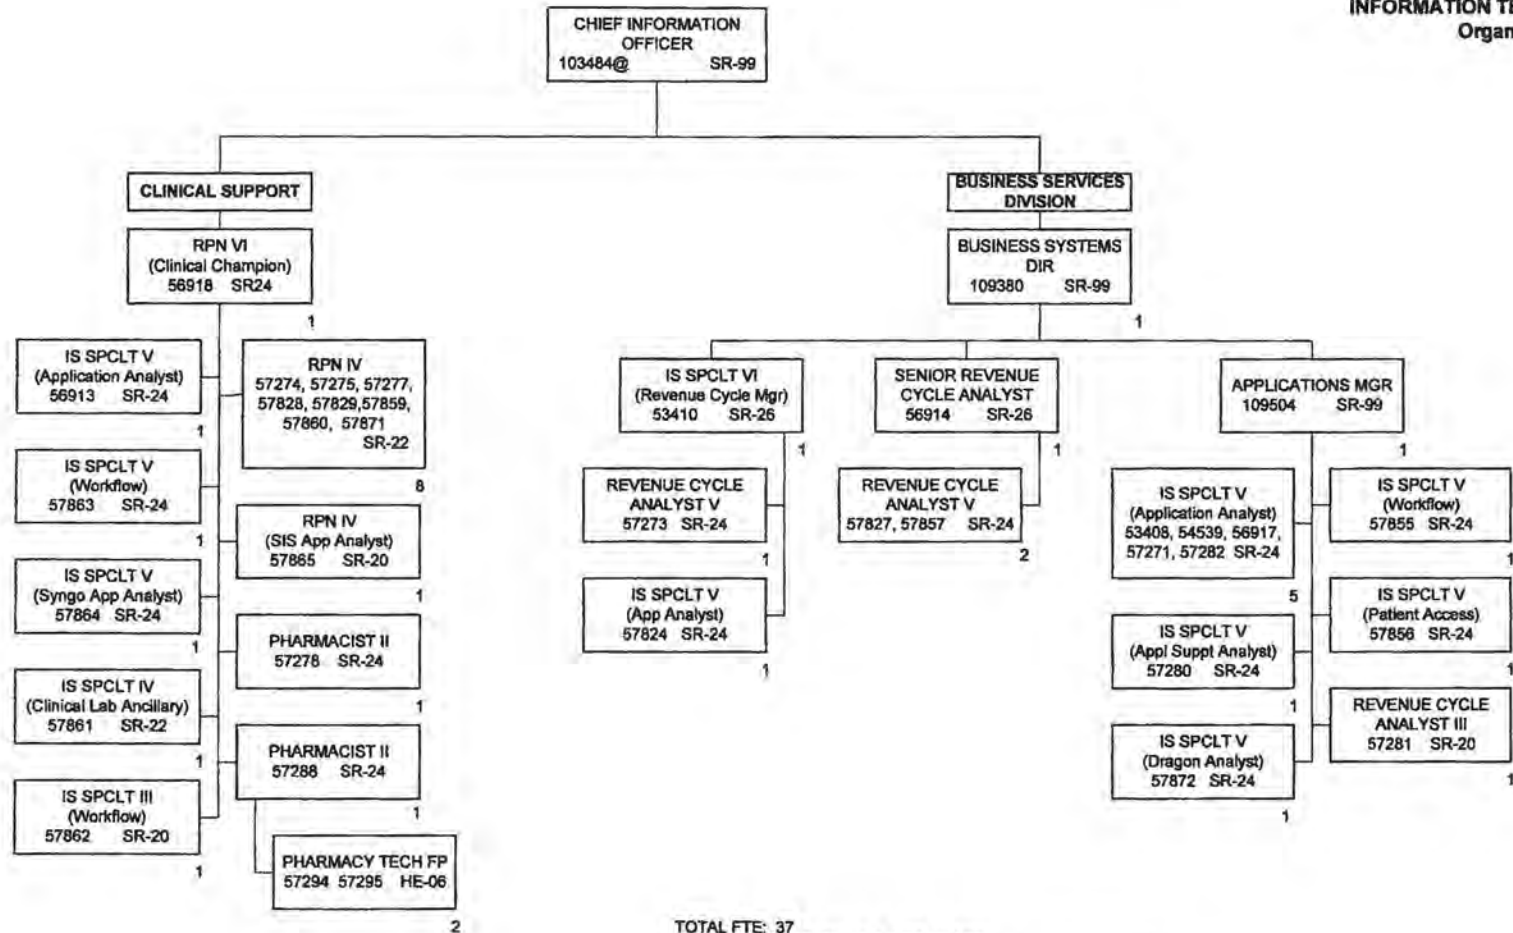 INFORMATION
Organ
CHIEF INFORMATION
OFFICER
103484@ SR-99
CLINICAL SUPPORT
RPN VI
(Clinical Champion)
56918 SR24
1
IS SPCLT V
(Application Analyst)
56913 SR-24
1
RPN IV
57274, 57275, 57277,
57828, 57829,57859,
57860, 57871
SR-22
8
IS SPCLT V
(Workflow)
57863 SR-24
1
RPN IV
(SIS App Analyst)
57865 SR-20
1
IS SPCLT V
(Syngo App Analyst)
57864 SR-24
1
PHARMACIST II
57278 SR-24
1
IS SPCLT IV
(Clinical Lab Ancillary)
57861 SR-22
1
PHARMACIST II
57288 SR-24
1
IS SPCLT III
(Workflow)
57862 SR-20
1
PHARMACY TECH FP
57294 57295 HE-06
2
BUSINESS SERVICES
DIVISION
BUSINESS SYSTEMS
DIR
109380 SR-99
1
IS SPCLT VI
(Revenue Cycle Mgr)
53410 SR-26
1
REVENUE CYCLE
ANALYST V
57273 SR-24
1
IS SPCLT V
(App Analyst)
57824 SR-24
1
SENIOR REVENUE
CYCLE ANALYST
56914 SR-26
1
REVENUE CYCLE
ANALYST V
57827, 57857 SR-24
2
APPLICATIONS MGR
109504 SR-99
1
IS SPCLT V
(Application Analyst)
53408, 54539, 56917,
57271, 57282 SR-24
5
IS SPCLT V
(Workflow)
57855 SR-24
1
IS SPCLT V
(Appl Suppt Analyst)
57280 SR-24
1
IS SPCLT V
(Patient Access)
57856 SR-24
1
IS SPCLT V
(Dragon Analyst)
57872 SR-24
1
REVENUE CYCLE
ANALYST III
57281 SR-20
1
TOTAL FTE: 37